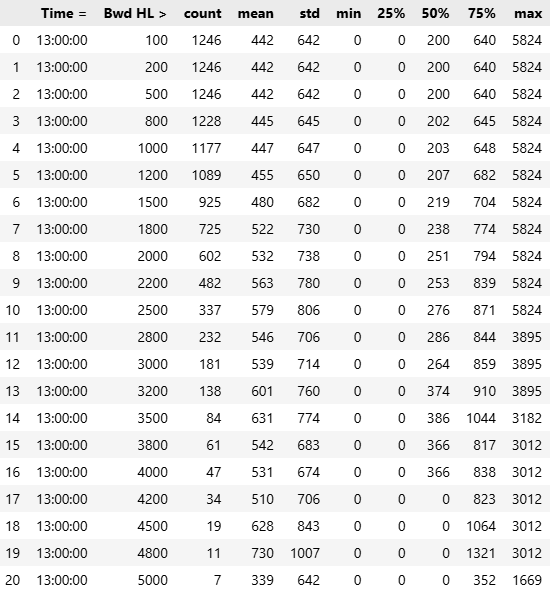 Time = Bwd HL > count mean std min 25% 50% 75% max
0 13:00:00 100 1246 442 642 0 0 200 640 5824
1 13:00:00 200 1246 442 642 0 0 200 640 5824
2 13:00:00 500 1246 442 642 0 0 200 640 5824
3 13:00:00 800 1228 445 645 0 0 202 645 5824
4 13:00:00 1000 1177 447 647 0 0 203 648 5824
5 13:00:00 1200 1089 455 650 0 0 207 682 5824
6 13:00:00 1500 925 480 682 0 0 219 704 5824
7 13:00:00 1800 725 522 730 0 0 238 774 5824
8 13:00:00 2000 602 532 738 0 0 251 794 5824
9 13:00:00 2200 482 563 780 0 0 253 839 5824
10 13:00:00 2500 337 579 806 0 0 276 871 5824
11 13:00:00 2800 232 546 706 0 0 286 844 3895
12 13:00:00 3000 181 539 714 0 0 264 859 3895
13 13:00:00 3200 138 601 760 0 0 374 910 3895
14 13:00:00 3500 84 631 774 0 0 386 1044 3182
15 13:00:00 3800 61 542 683 0 0 366 817 3012
16 13:00:00 4000 47 531 674 0 0 366 838 3012
17 13:00:00 4200 34 510 706 0 0 0 823 3012
18 13:00:00 4500 19 628 843 0 0 0 1064 3012
19 13:00:00 4800 11 730 1007 0 0 0 1321 3012
20 13:00:00 5000 7 339 642 0 0 0 352 1669